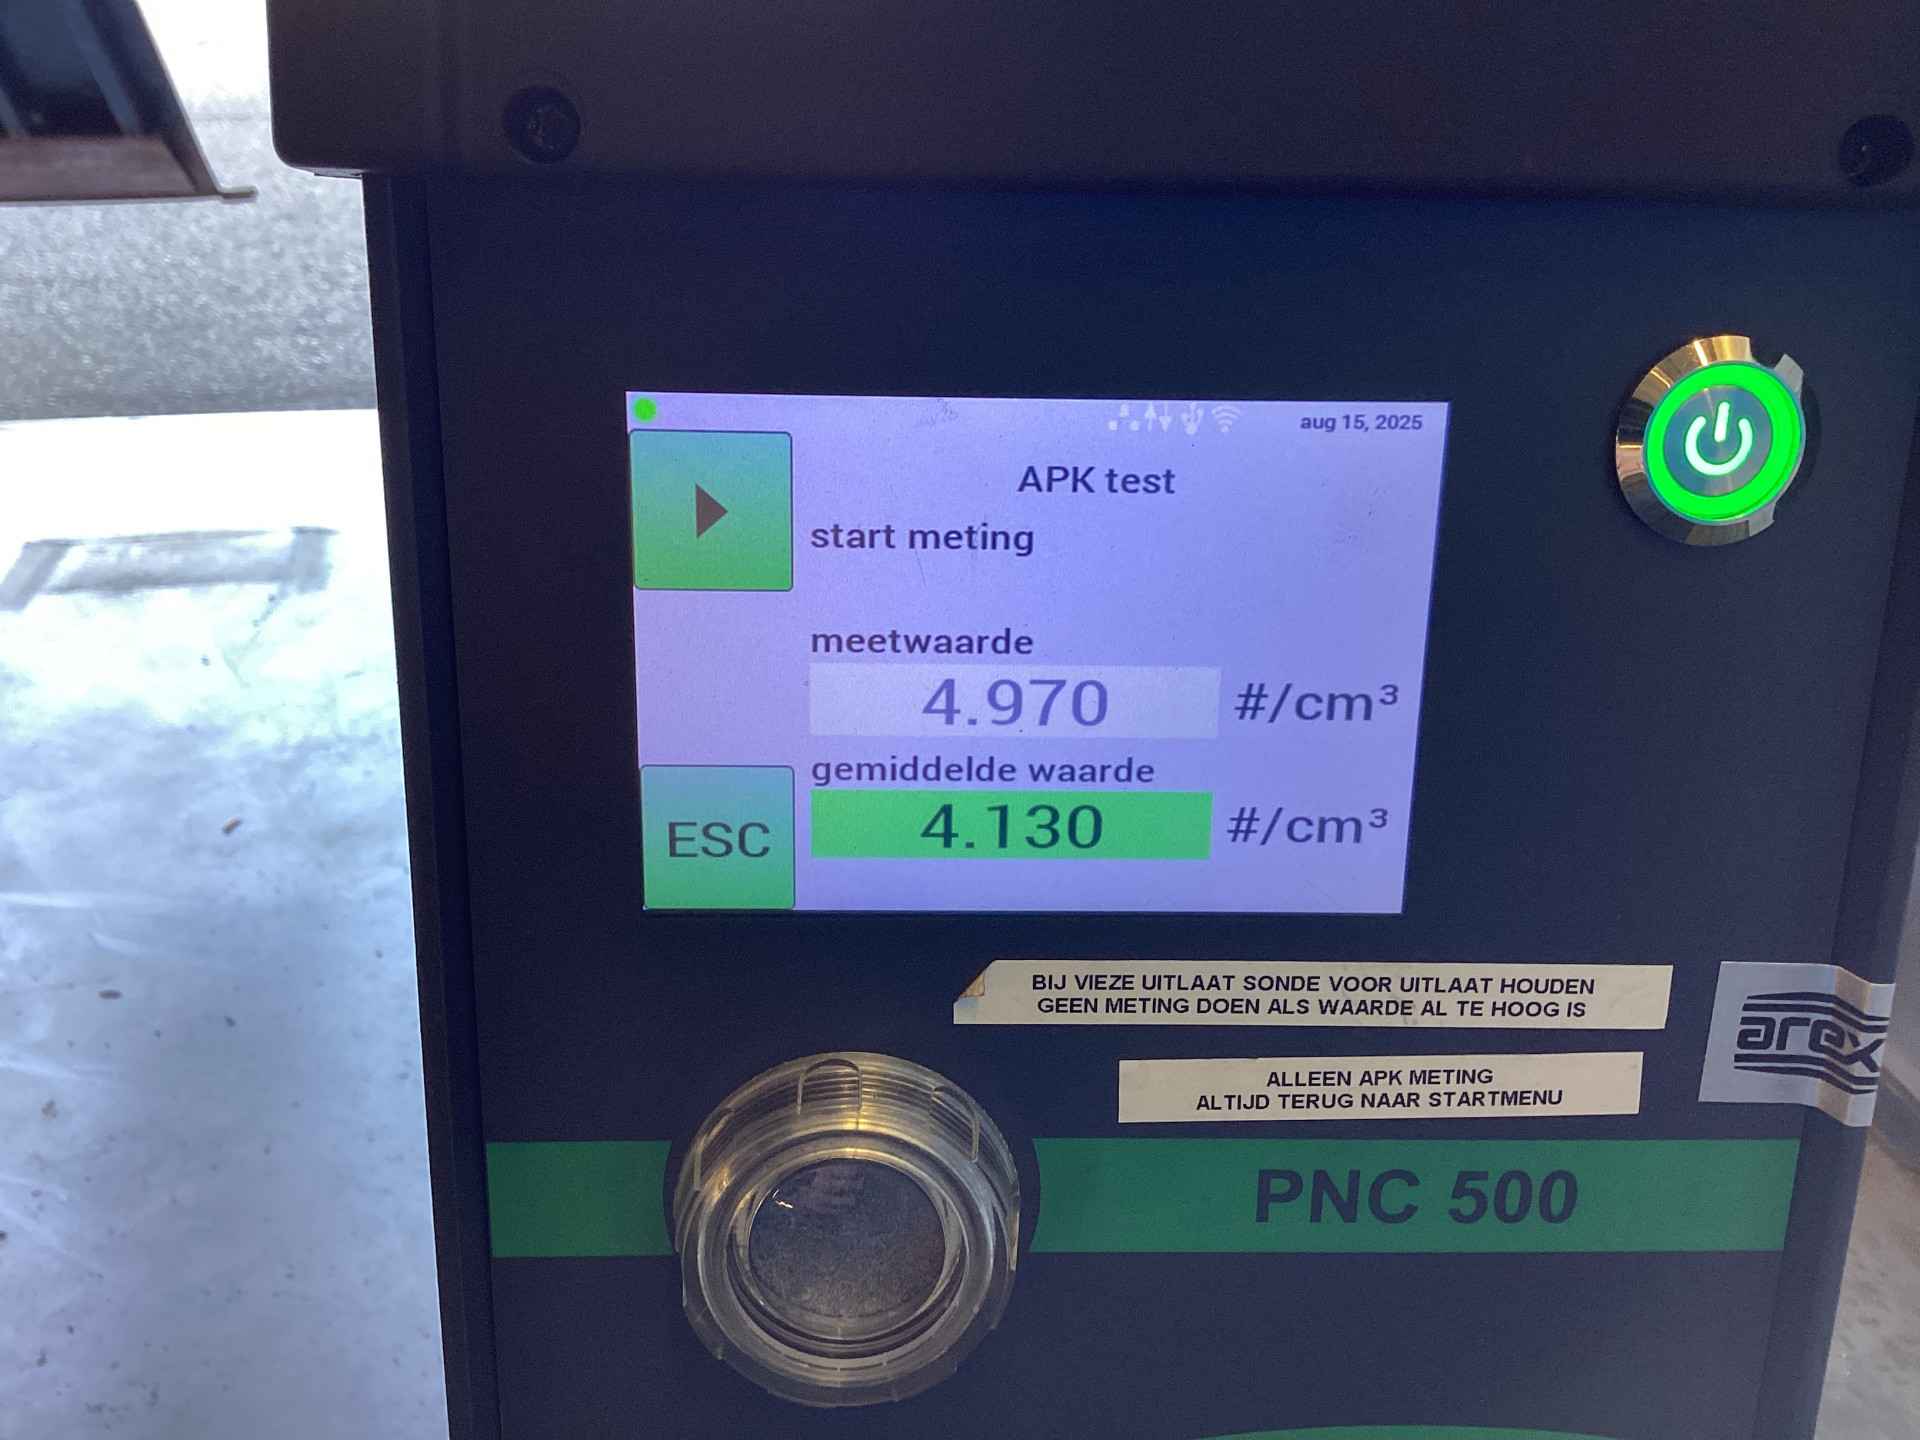 aug 15, 2025
APK test
start meting
meetwaarde
4.970 #/cm³
gemiddelde waarde
4.130 #/cm³
ESC
BIJ VIEZE UITLAAT SONDE VOOR UITLAAT HOUDEN
GEEN METING DOEN ALS WAARDE AL TE HOOG IS
arex
ALLEEN APK METING
ALTIJD TERUG NAAR STARTMENU
PNC 500